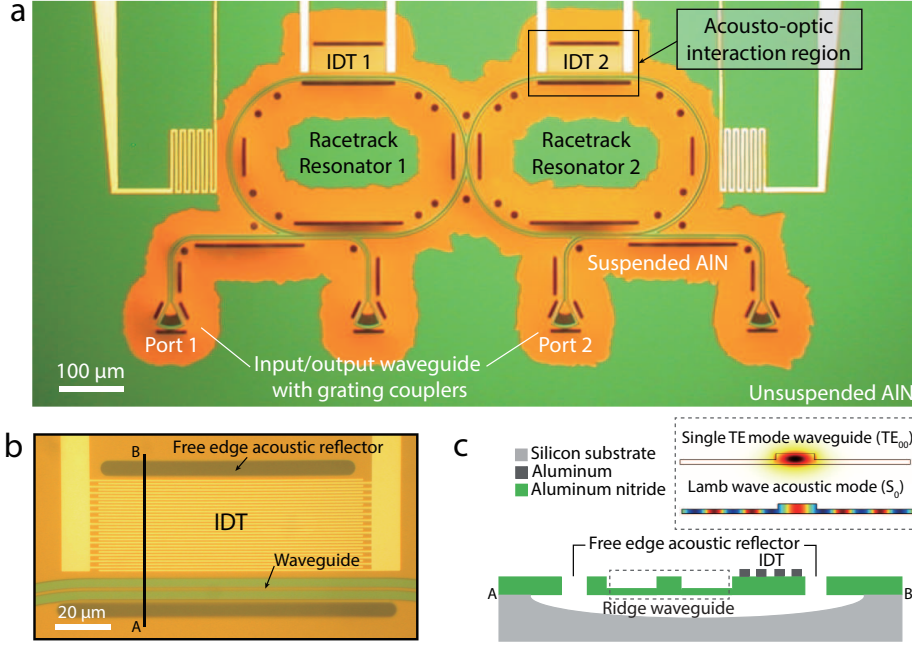 a
IDT 1
IDT 2
Acousto-optic
interaction region
Racetrack
Resonator 1
Racetrack
Resonator 2
Suspended AlN
Port 1
Port 2
Input/output waveguide
with grating couplers
100 μm
Unsuspended AlN
b
B
Free edge acoustic reflector
IDT
Waveguide
20 μm
A
c
Silicon substrate
Aluminum
Aluminum nitride
Single TE mode waveguide (TE₀₀)
Lamb wave acoustic mode (S₀)
Free edge acoustic reflector
IDT
A
B
Ridge waveguide